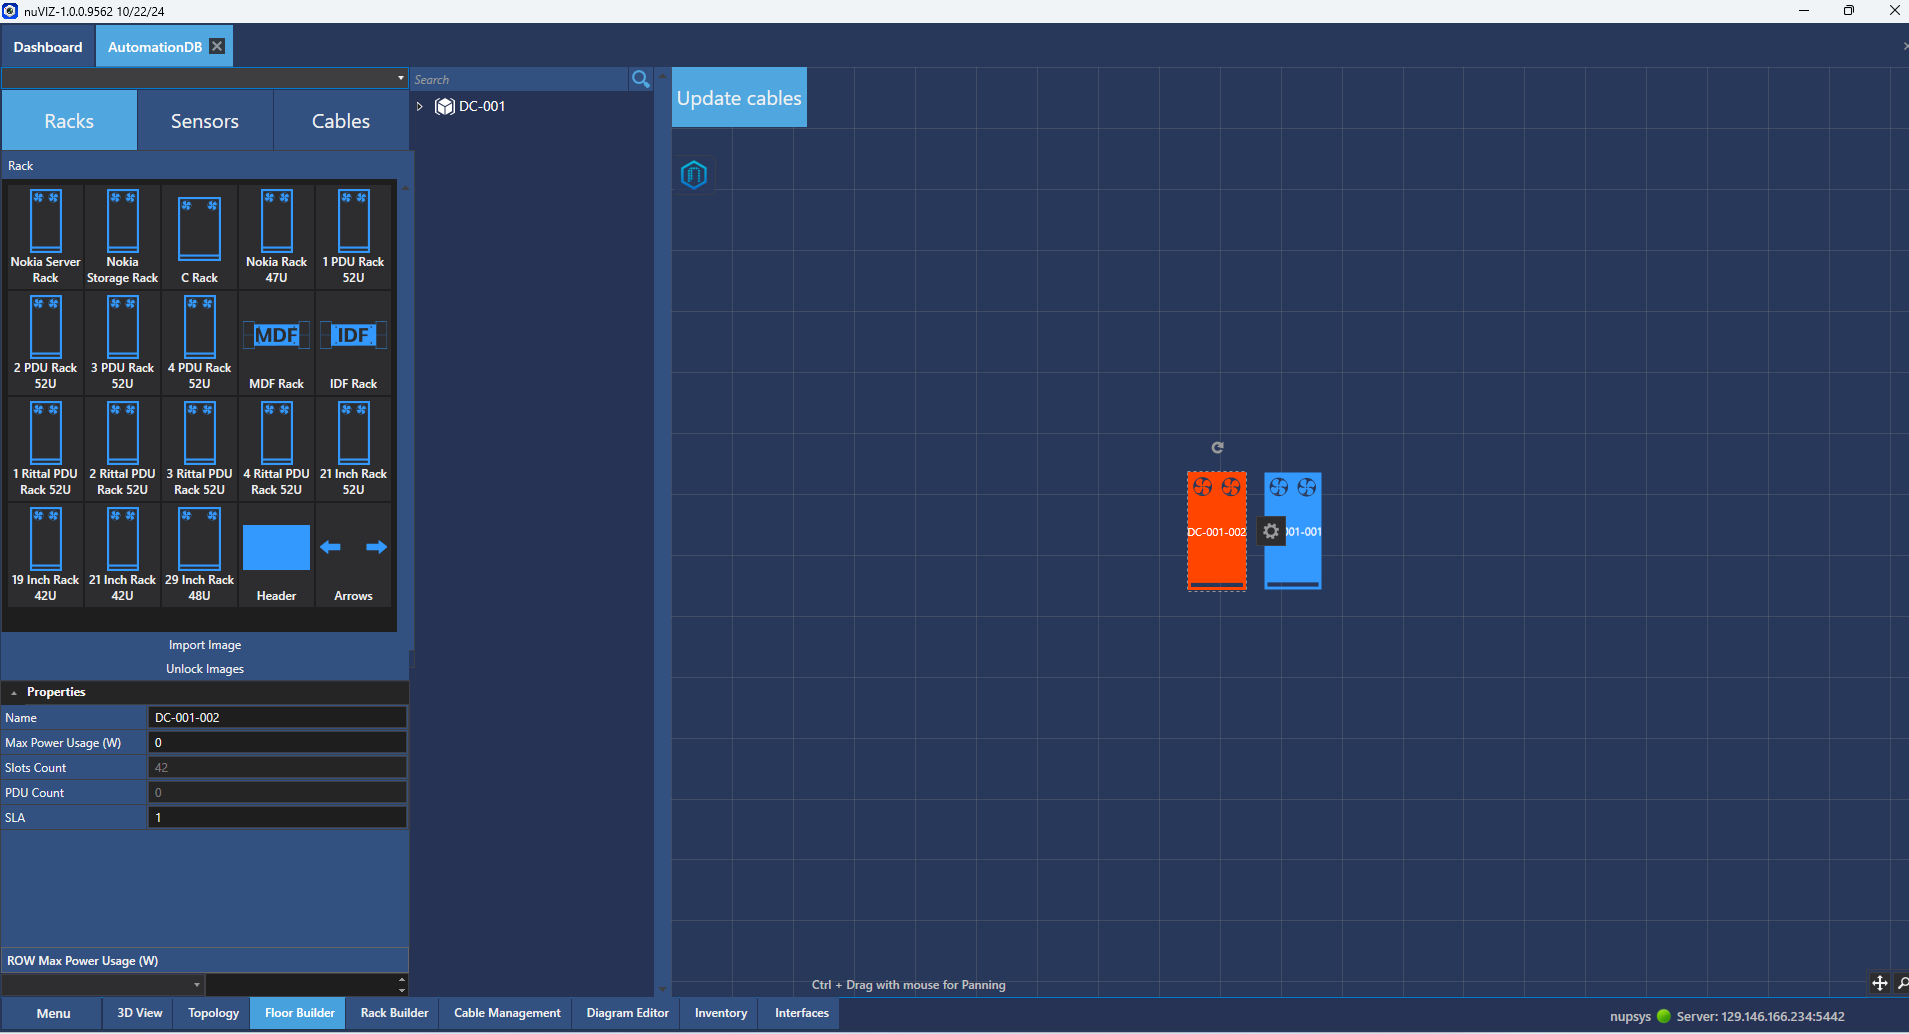 nuVIZ-1.0.0.9562 10/22/24
Dashboard
AutomationDB
Search
Racks
Sensors
Cables
DC-001
Update cables
Rack
Nokia Server
Rack
Nokia
Storage Rack
C Rack
Nokia Rack
47U
1 PDU Rack
52U
2 PDU Rack
52U
3 PDU Rack
52U
4 PDU Rack
52U
MDF
MDF Rack
IDF
IDF Rack
1 Rittal PDU
Rack 52U
2 Rittal PDU
Rack 52U
3 Rittal PDU
Rack 52U
4 Rittal PDU
Rack 52U
21 Inch Rack
52U
19 Inch Rack
42U
21 Inch Rack
42U
29 Inch Rack
48U
Header
Arrows
Import Image
Unlock Images
Properties
Name
DC-001-002
Max Power Usage (W)
0
Slots Count
42
PDU Count
0
SLA
1
ROW Max Power Usage (W)
n
DC-001-002
001-001
Ctrl + Drag with mouse for Panning
Menu
3D View
Topology
Floor Builder
Rack Builder
Cable Management
Diagram Editor
Inventory
Interfaces
nupsys
Server: 129.146.166.234:5442